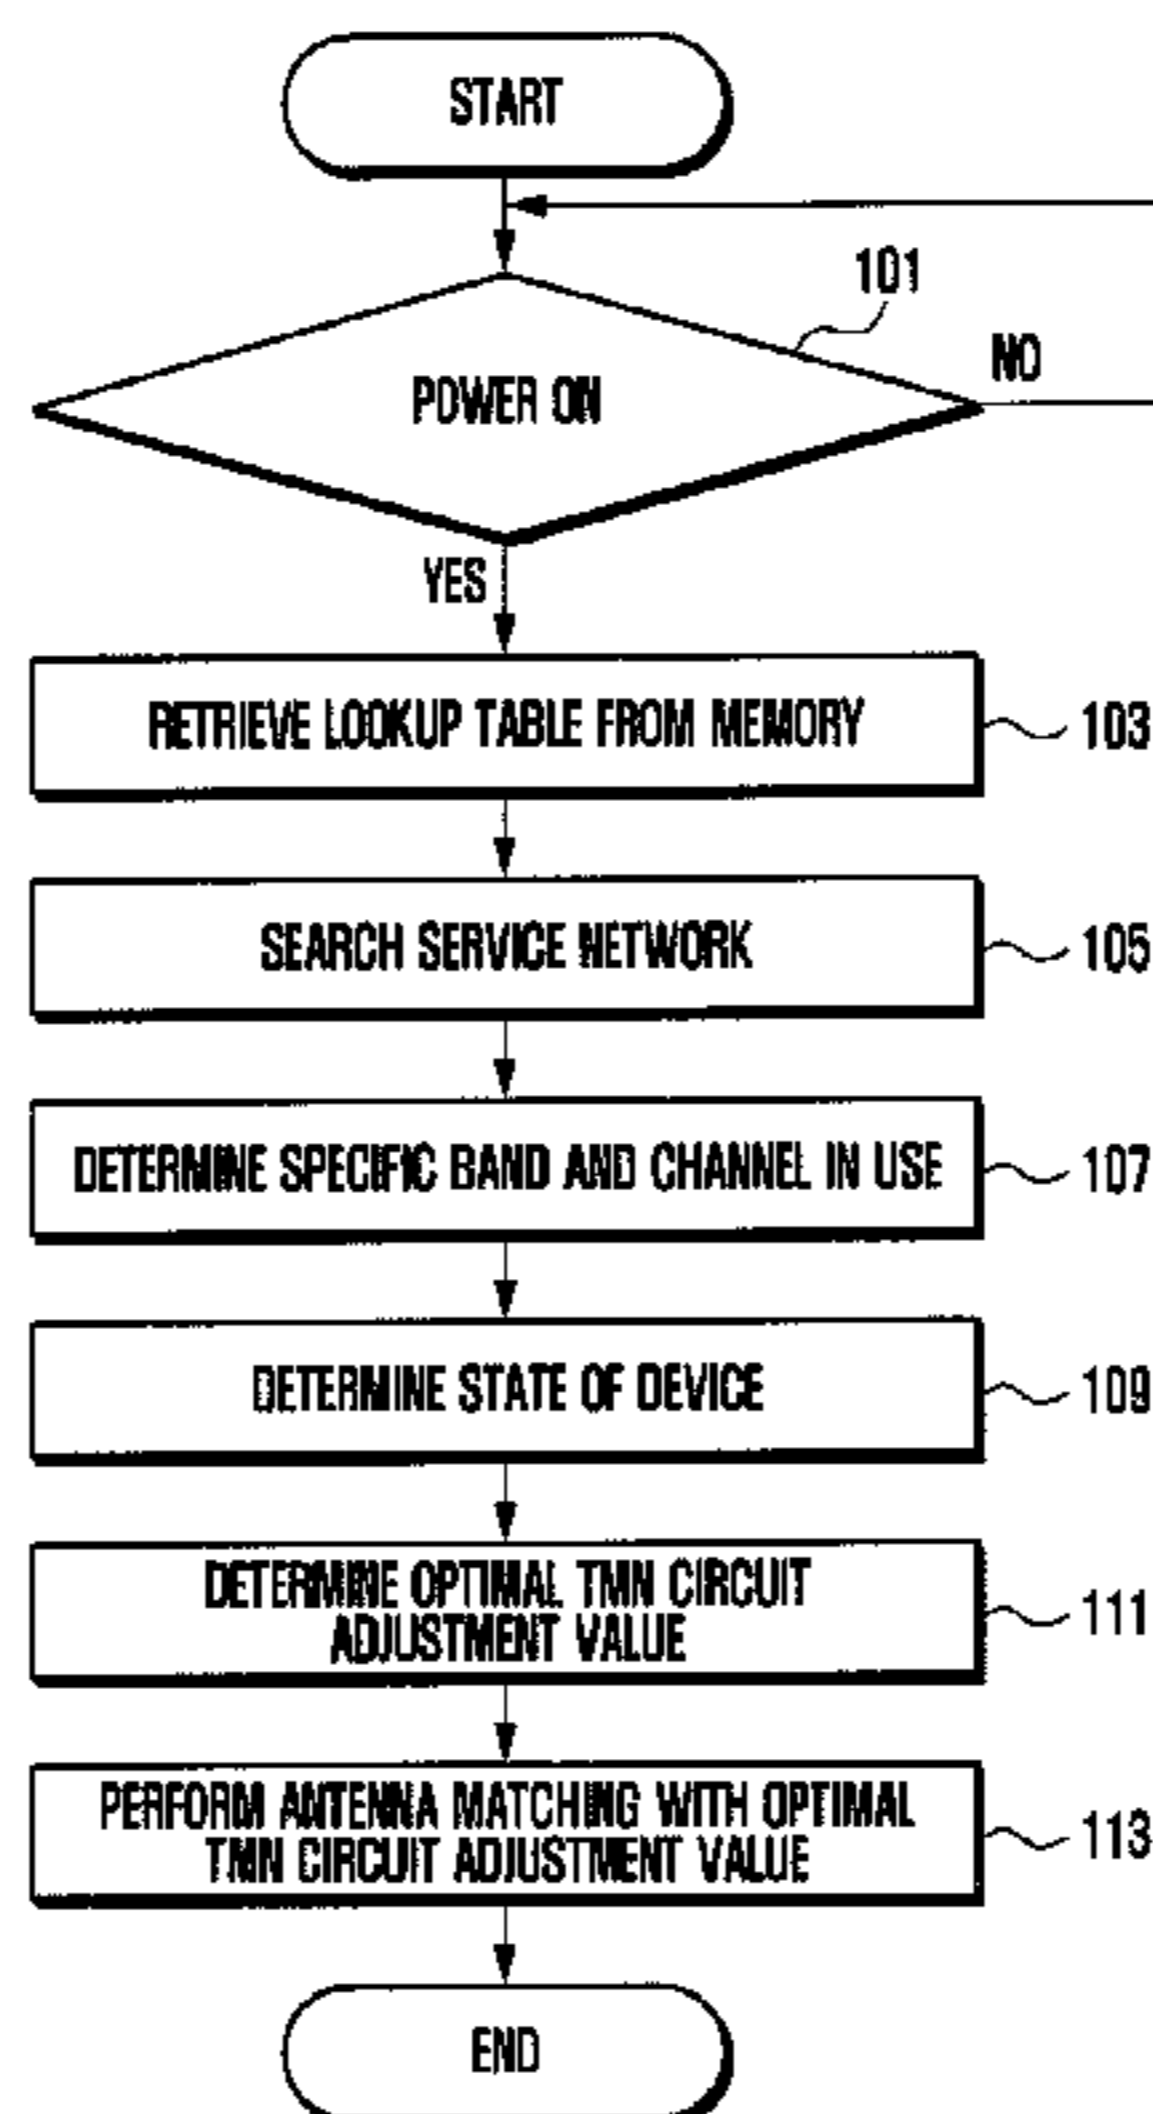 START
101
NO
POWER ON
YES
RETRIEVE LOOKUP TABLE FROM MEMORY
103
SEARCH SERVICE NETWORK
105
DETERMINE SPECIFIC BAND AND CHANNEL IN USE
107
DETERMINE STATE OF DEVICE
109
DETERMINE OPTIMAL TMN CIRCUIT
ADJUSTMENT VALUE
111
PERFORM ANTENNA MATCHING WITH OPTIMAL
TMN CIRCUIT ADJUSTMENT VALUE
113
END